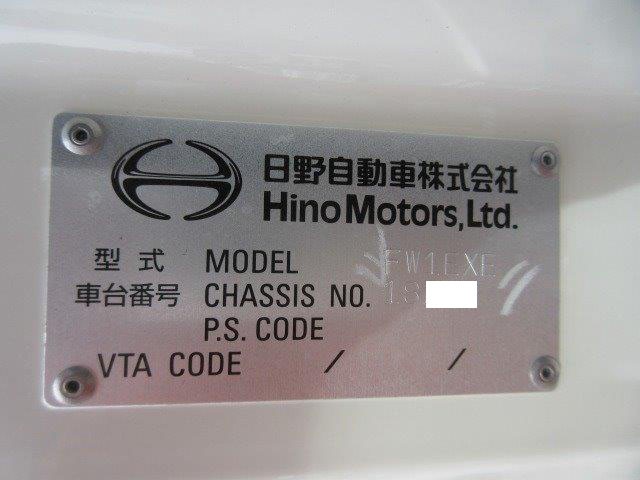 日野自動車株式会社
Hino Motors, Ltd.
型式 MODEL FW1EXE
車台番号 CHASSIS NO. 1S
P.S. CODE
VTA CODE / /